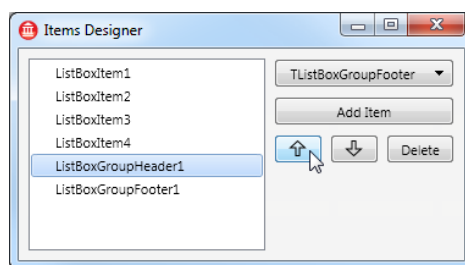 Items Designer
ListBoxItem1
ListBoxItem2
ListBoxItem3
ListBoxItem4
ListBoxGroupHeader1
ListBoxGroupFooter1
TListBoxGroupFooter
Add Item
Delete